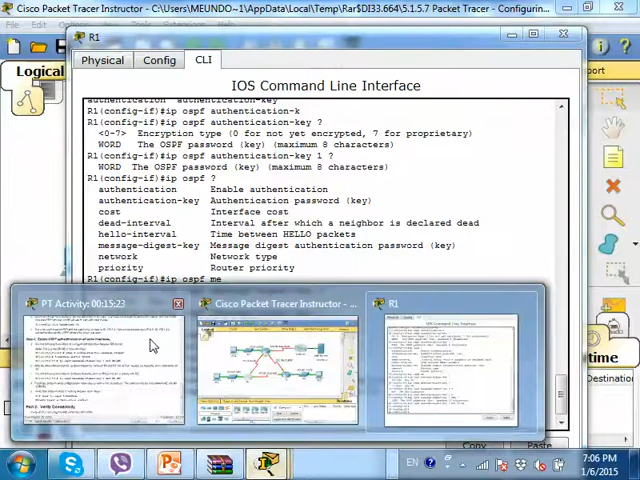 Cisco Packet Tracer Instructor - C:\Users\MEUNDO~1\AppData\Local\Temp\Rar$DI33.664\5.1.5.7 Packet Tracer - Configurin...
File Edit
R1
Logical
Physical Config CLI
port
IOS Command Line Interface
authentication authentication-key
R1(config-if)#ip ospf authentication-k
R1(config-if)#ip ospf authentication-key ?
<0-7> Encryption type (0 for not yet encrypted, 7 for proprietary)
WORD The OSPF password (key) (maximum 8 characters)
R1(config-if)#ip ospf authentication-key 1 ?
WORD The OSPF password (key) (maximum 8 characters)
R1(config-if)#ip ospf ?
authentication Enable authentication
authentication-key Authentication password (key)
cost Interface cost
dead-interval Interval after which a neighbor is declared dead
hello-interval Time between HELLO packets
message-digest-key Message digest authentication password (key)
network Network type
priority Router priority
R1(config-if)#ip ospf me
PT Activity: 00:15:23
Cisco Packet Tracer Instructor - ...
R1
time
Destination
Copy Paste
EN
7:06 PM
1/6/2015